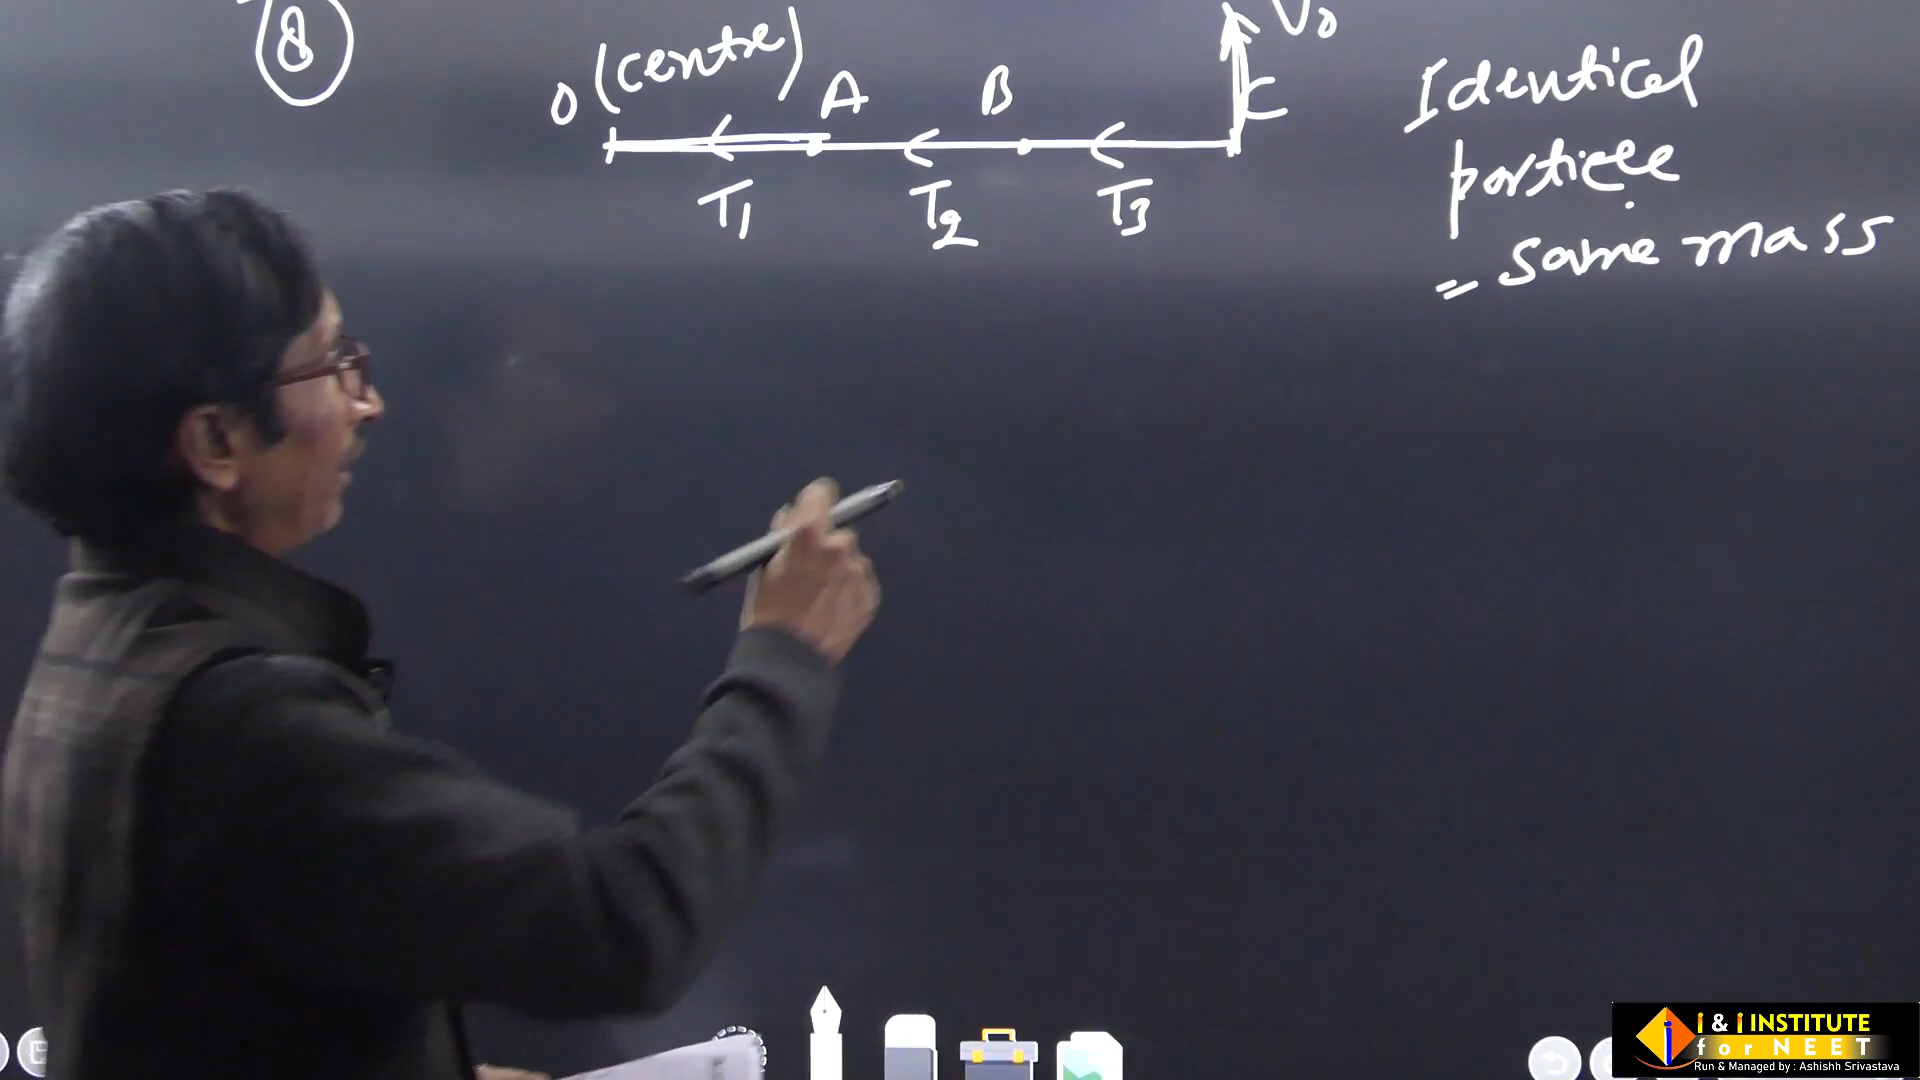 8
O (centre) A B C V0
T1 T2 T3
Identical
particle
= same mass
i & i INSTITUTE
for NEET
Run & Managed by : Ashishh Srivastava